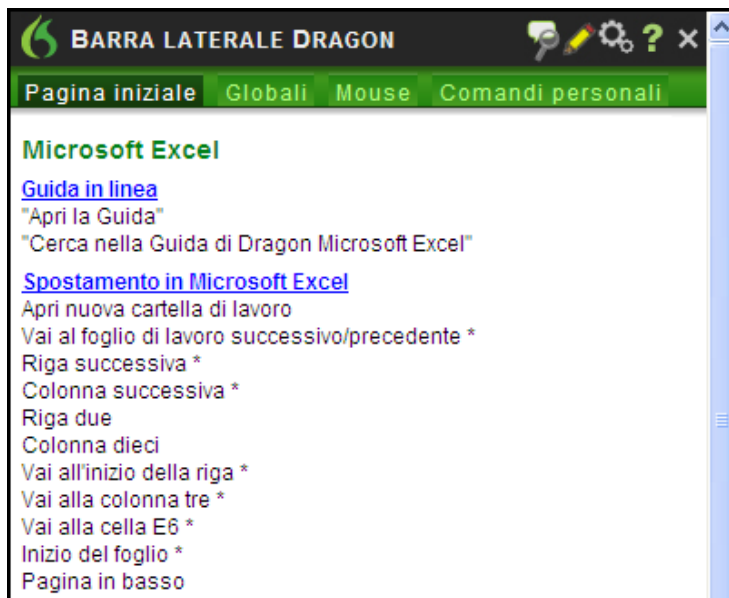 BARRA LATERALE DRAGON ? ×
Pagina iniziale Globali Mouse Comandi personali
Microsoft Excel
Guida in linea
"Apri la Guida"
"Cerca nella Guida di Dragon Microsoft Excel"
Spostamento in Microsoft Excel
Apri nuova cartella di lavoro
Vai al foglio di lavoro successivo/precedente *
Riga successiva *
Colonna successiva *
Riga due
Colonna dieci
Vai all'inizio della riga *
Vai alla colonna tre *
Vai alla cella E6 *
Inizio del foglio *
Pagina in basso